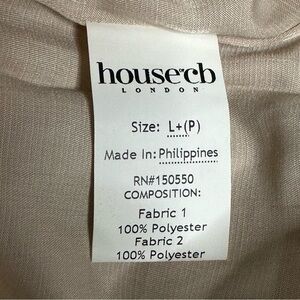 housecb
LONDON
Size: L+(P)
Made In: Philippines
RN#150550
COMPOSITION:
Fabric 1
100% Polyester
Fabric 2
100% Polyester